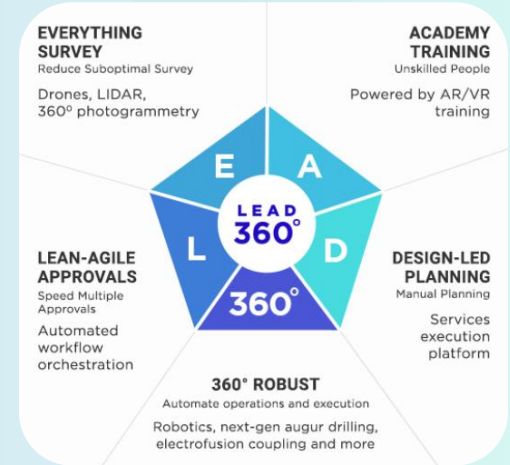 EVERYTHING
SURVEY
Reduce Suboptimal Survey
Drones, LIDAR,
360° photogrammetry
ACADEMY
TRAINING
Unskilled People
Powered by AR/VR
training
E
A
LEAD
360°
L
D
360°
LEAN-AGILE
APPROVALS
Speed Multiple
Approvals
Automated
workflow
orchestration
DESIGN-LED
PLANNING
Manual Planning
Services
execution
platform
360° ROBUST
Automate operations and execution
Robotics, next-gen augur drilling,
electrofusion coupling and more